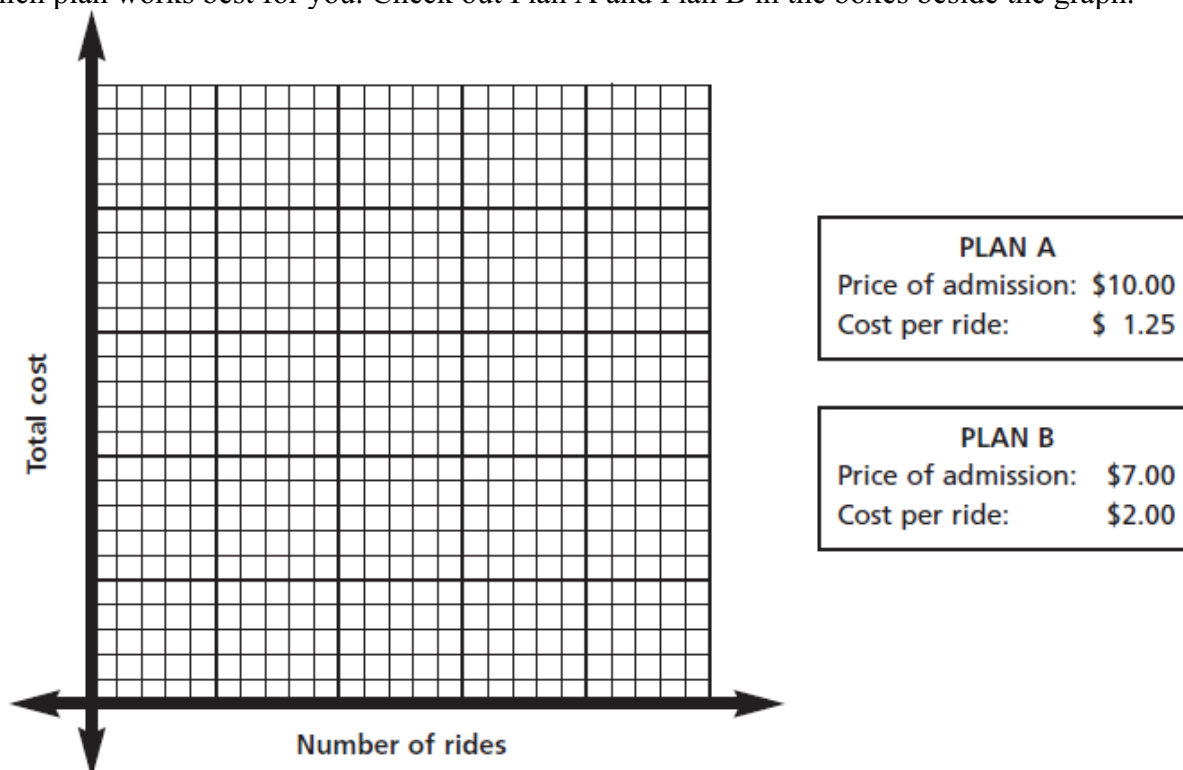 which plan works best for you. Check out Plan A and Plan B in the boxes beside the graph.
Total cost
Number of rides
PLAN A
Price of admission: $10.00
Cost per ride: $ 1.25
PLAN B
Price of admission: $7.00
Cost per ride: $2.00